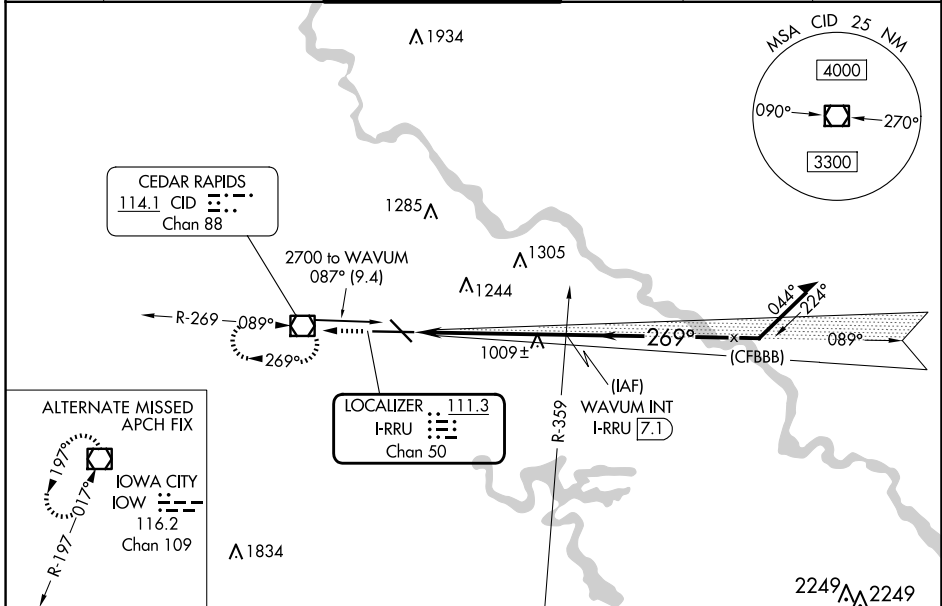 1934
MSA CID 25 NM
4000
090°
270°
3300
CEDAR RAPIDS
114.1 CID
Chan 88
1285
2700 to WAVUM
087° (9.4)
1305
1244
R-269
089°
269°
044°
224°
269°
x
089°
(CFBBB)
1009±
(IAF)
WAVUM INT
I-RRU 7.1
R-359
LOCALIZER 111.3
I-RRU
Chan 50
ALTERNATE MISSED
APCH FIX
197°
017°
R-197
IOWA CITY
IOW
116.2
Chan 109
1834
2249
2249